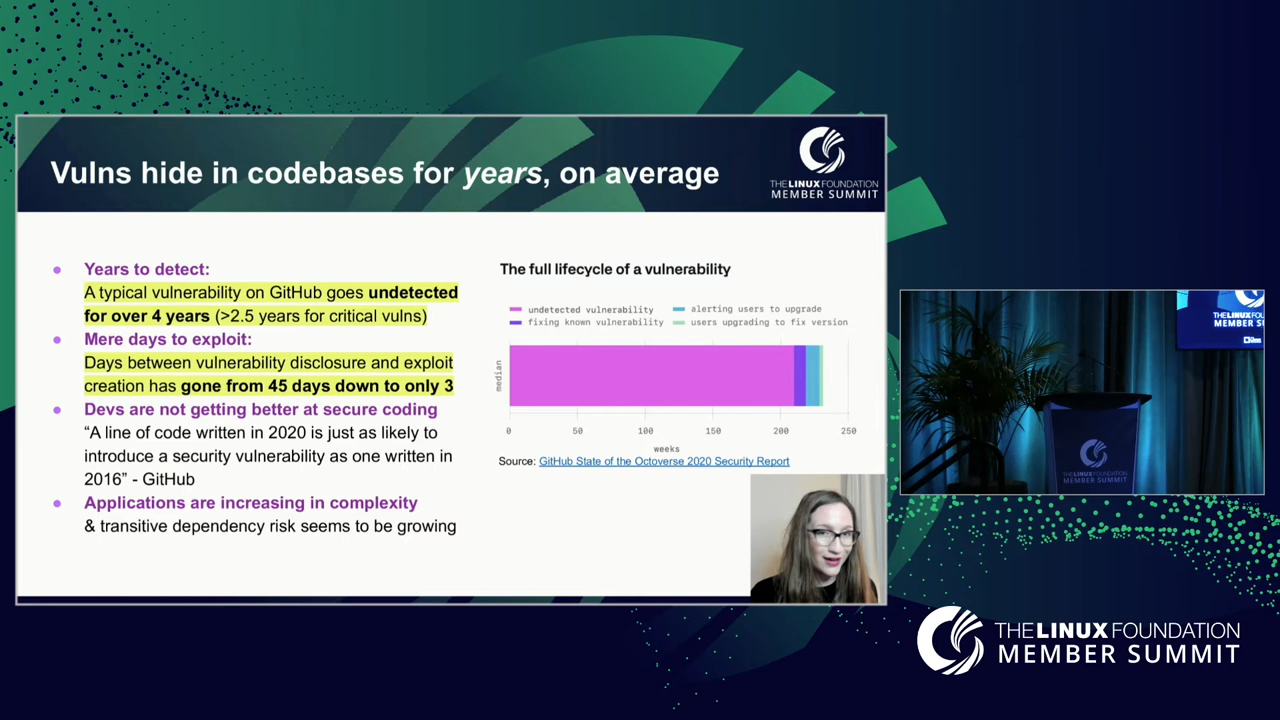 Vulns hide in codebases for years, on average
THE LINUX FOUNDATION
MEMBER SUMMIT
● Years to detect:
A typical vulnerability on GitHub goes undetected
for over 4 years (>2.5 years for critical vulns)
● Mere days to exploit:
Days between vulnerability disclosure and exploit
creation has gone from 45 days down to only 3
● Devs are not getting better at secure coding
“A line of code written in 2020 is just as likely to
introduce a security vulnerability as one written in
2016” - GitHub
● Applications are increasing in complexity
& transitive dependency risk seems to be growing
The full lifecycle of a vulnerability
undetected vulnerability alerting users to upgrade
fixing known vulnerability users upgrading to fix version
median
0 50 100 150 200 250
weeks
Source: GitHub State of the Octoverse 2020 Security Report
THE LINUX FOUNDATION
MEMBER SUMMIT
THE LINUX FOUNDATION
MEMBER SUMMIT